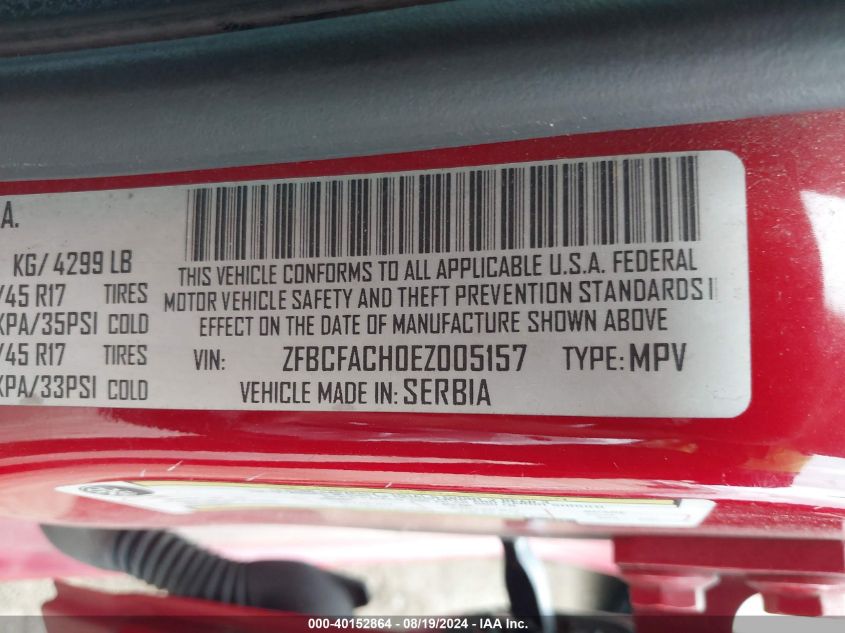 A.
KG/ 4299 LB
/45 R17 TIRES
KPA/35PSI COLD
/45 R17 TIRES
KPA/33PSI COLD
THIS VEHICLE CONFORMS TO ALL APPLICABLE U.S.A. FEDERAL
MOTOR VEHICLE SAFETY AND THEFT PREVENTION STANDARDS I
EFFECT ON THE DATE OF MANUFACTURE SHOWN ABOVE
VIN: ZFBCFACH0EZ005157 TYPE: MPV
VEHICLE MADE IN: SERBIA
000-40152864 - 08/19/2024 - IAA Inc.